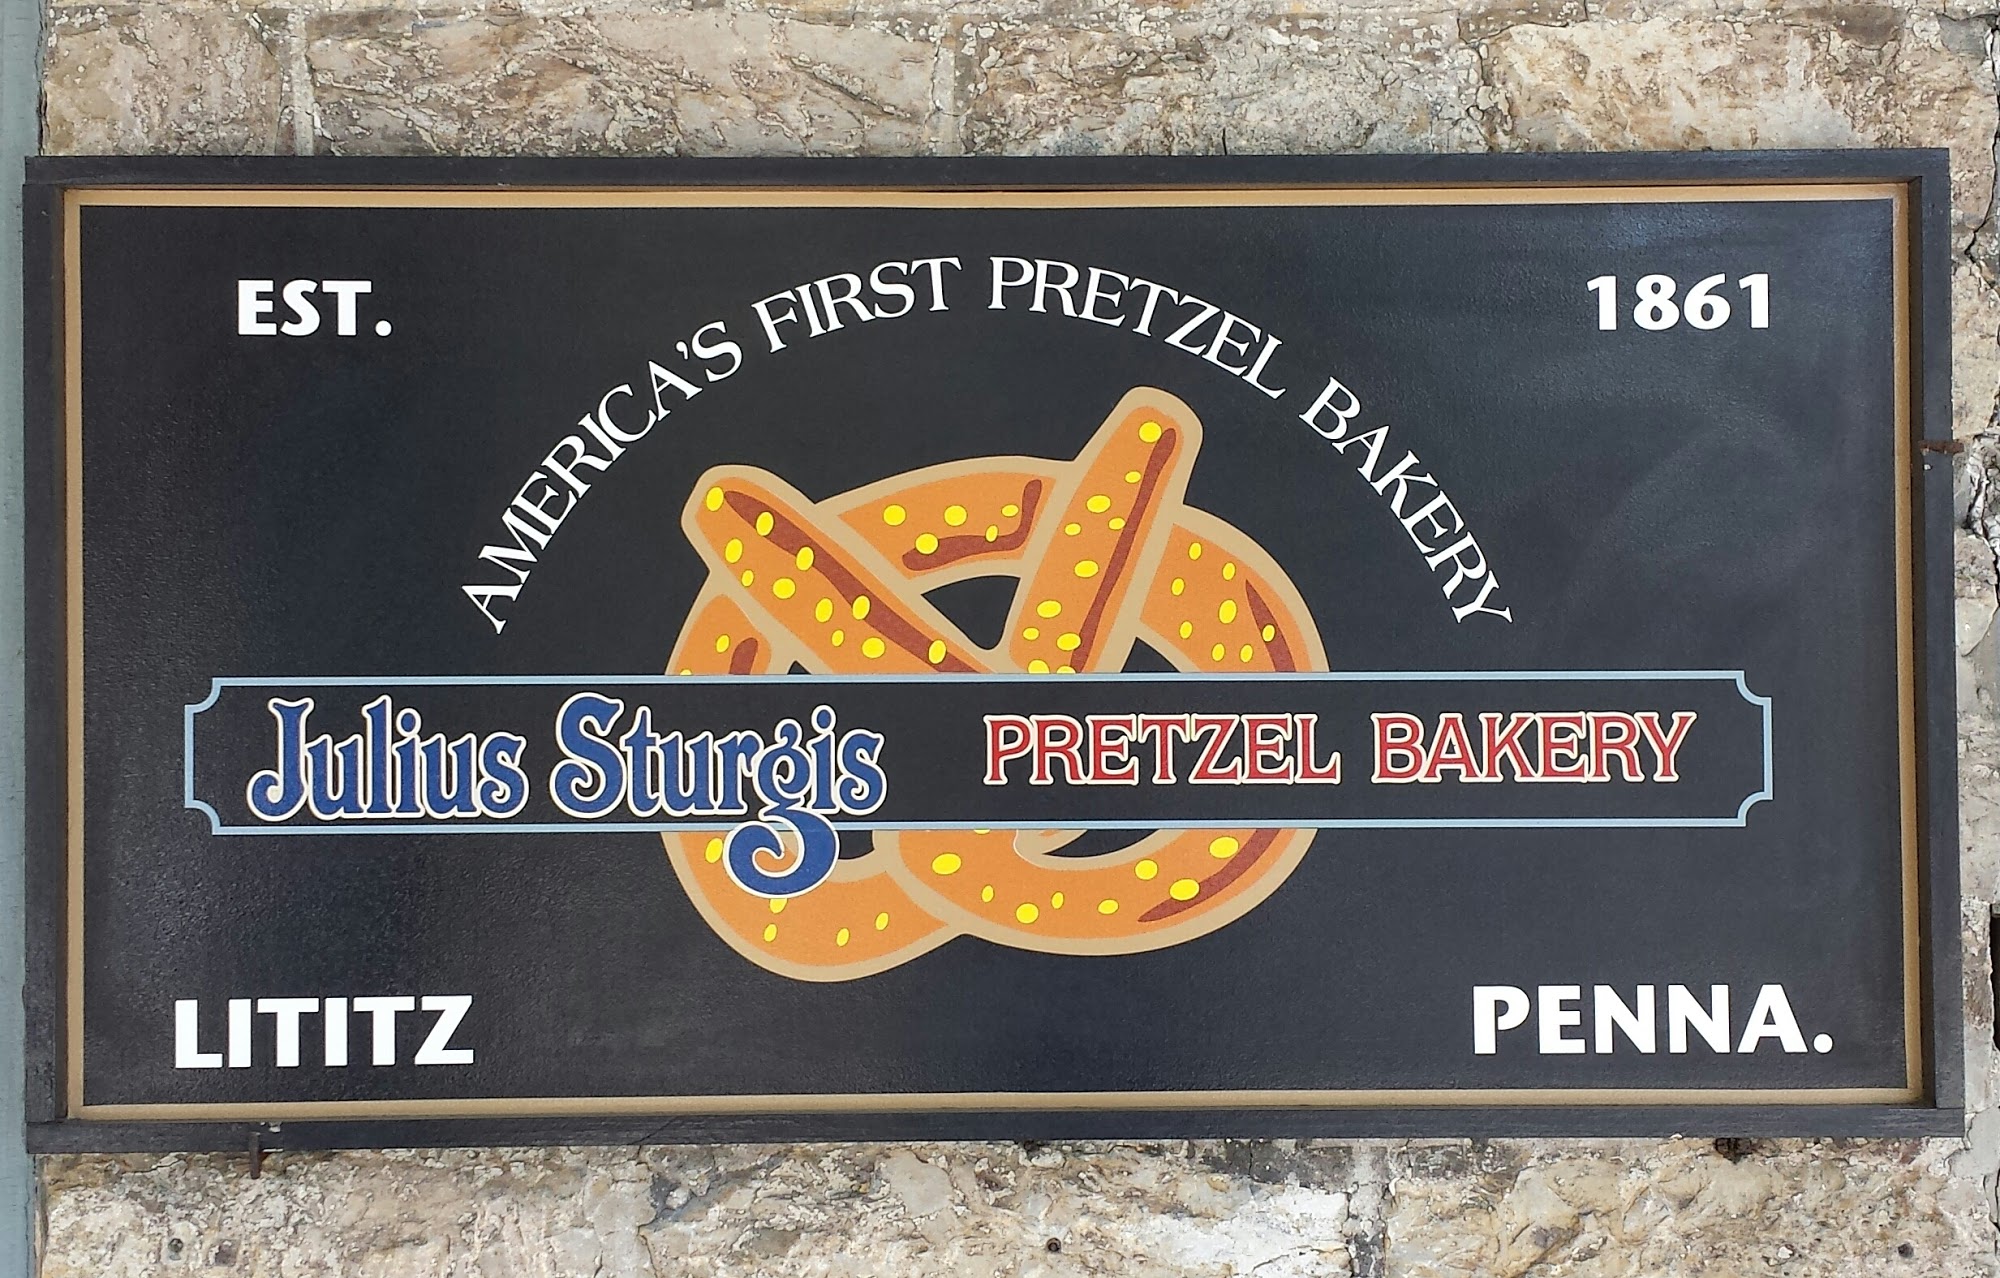 EST. 1861
AMERICA'S FIRST PRETZEL BAKERY
Julius Sturgis PRETZEL BAKERY
LITITZ PENNA.